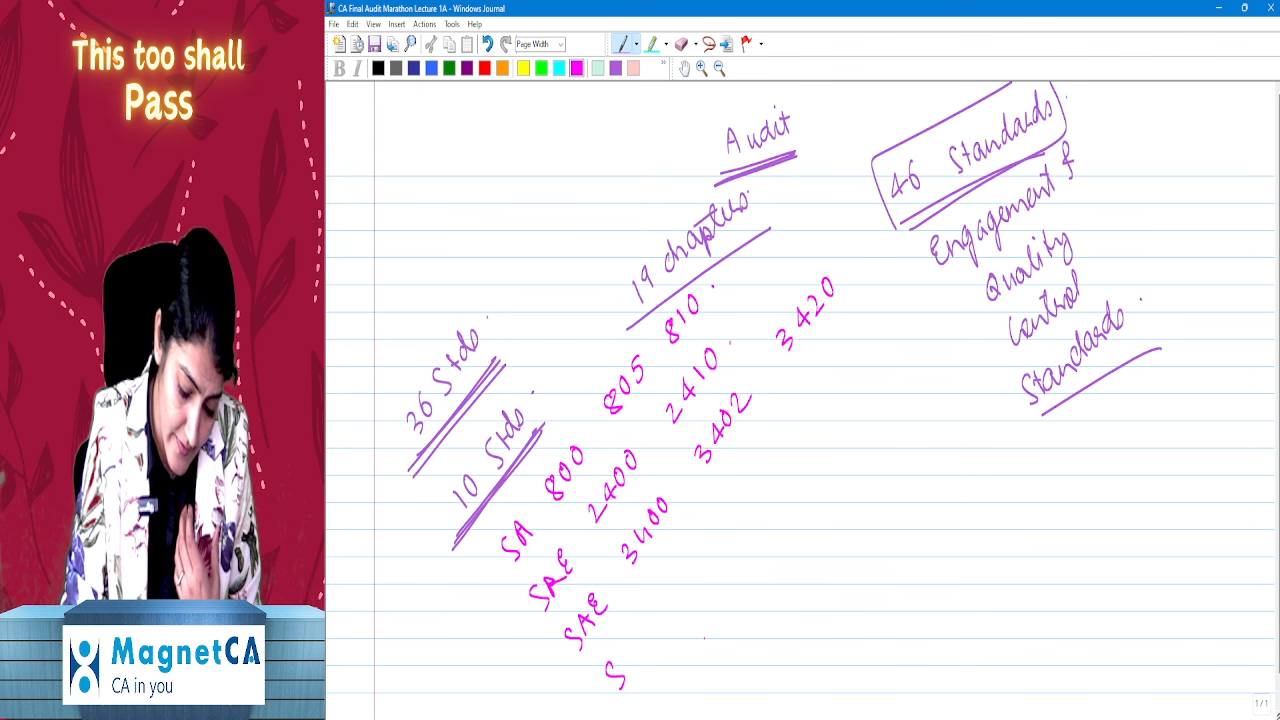 This too shall
Pass
CA Final Audit Marathon Lecture 1A - Windows Journal
File Edit View Insert Actions Tools Help
Page Width
B I
Audit
19 chapters.
46 Standards.
Engagement &
Quality
Control
Standards.
36 Stds.
10 Stds.
SA 800 805 810.
SRE 2400 2410.
SAE 3400 3402 3420
S
MagnetCA
CA in you
1/1